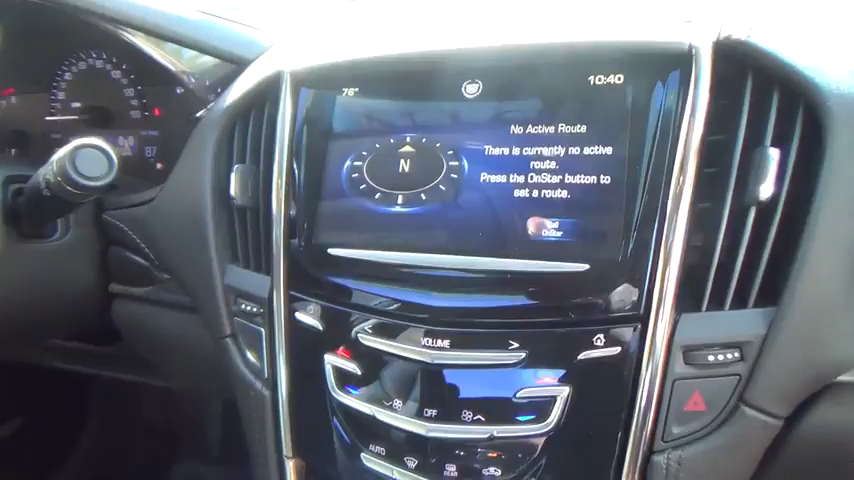 76°
10:40
No Active Route
There is currently no active
route.
Press the OnStar button to
set a route.
N
Call
OnStar
87
VOLUME
OFF
AUTO
REAR